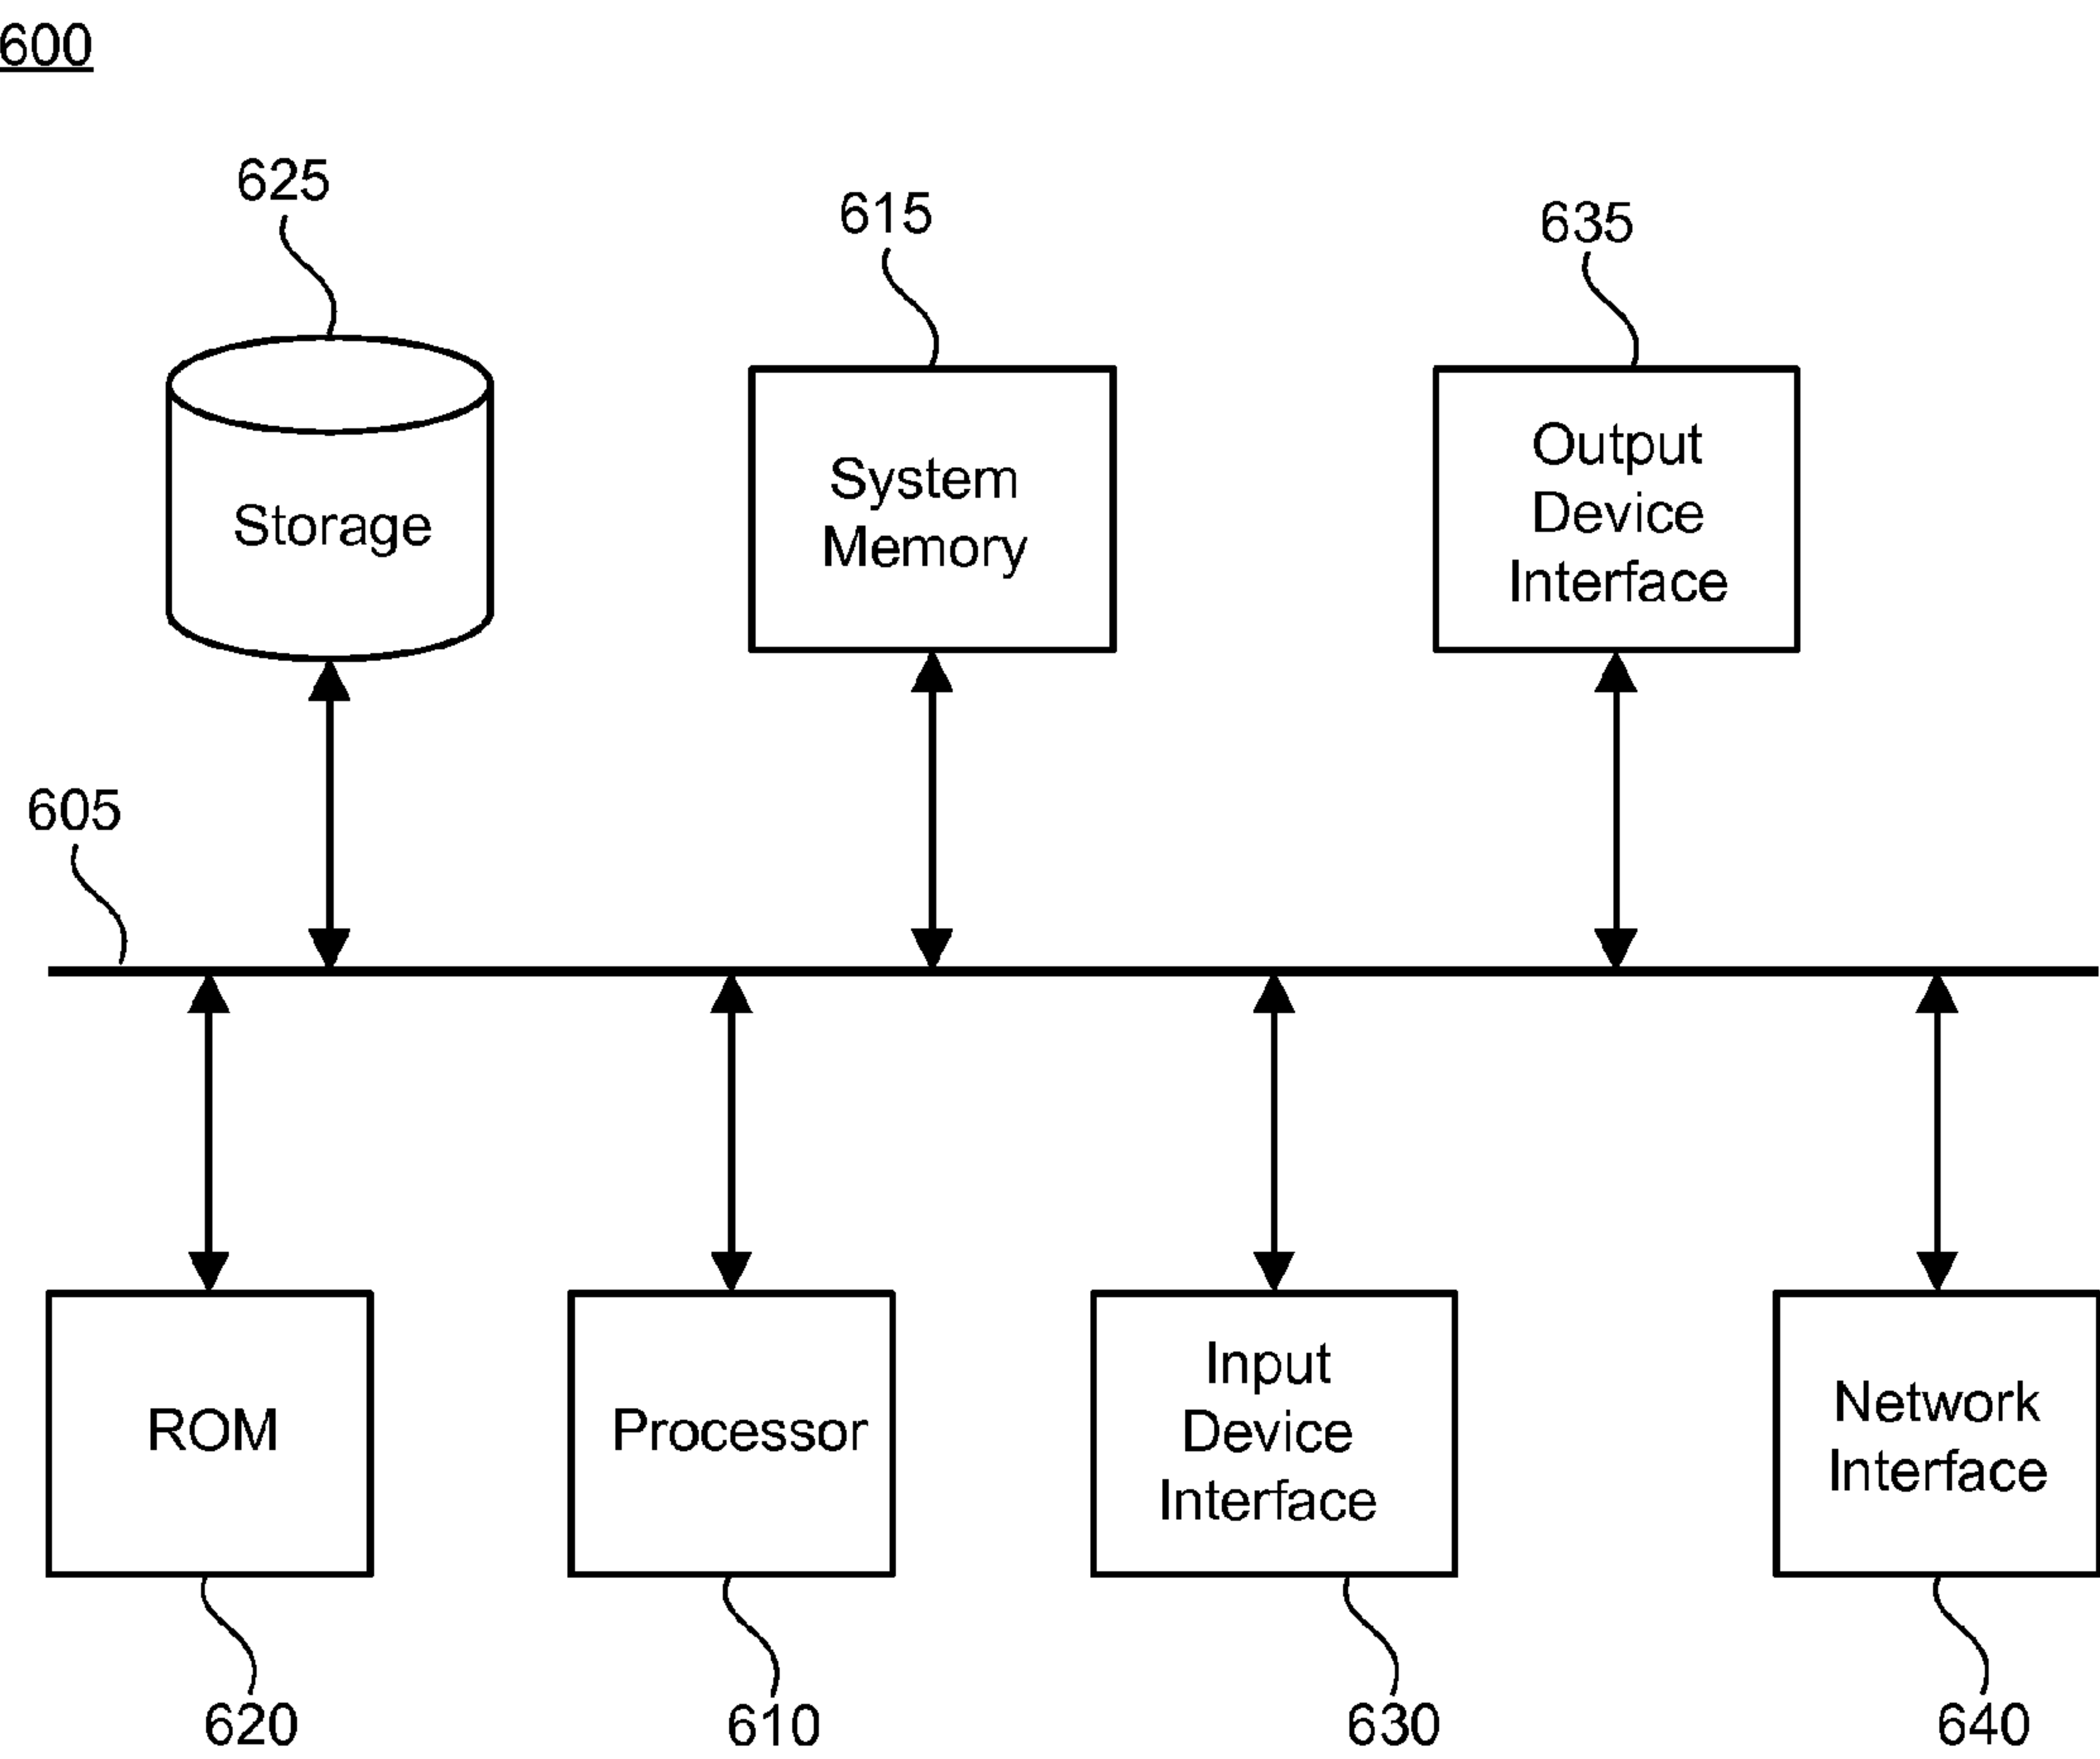 600
625
615
635
Storage
System
Memory
Output
Device
Interface
605
ROM
Processor
Input
Device
Interface
Network
Interface
620
610
630
640